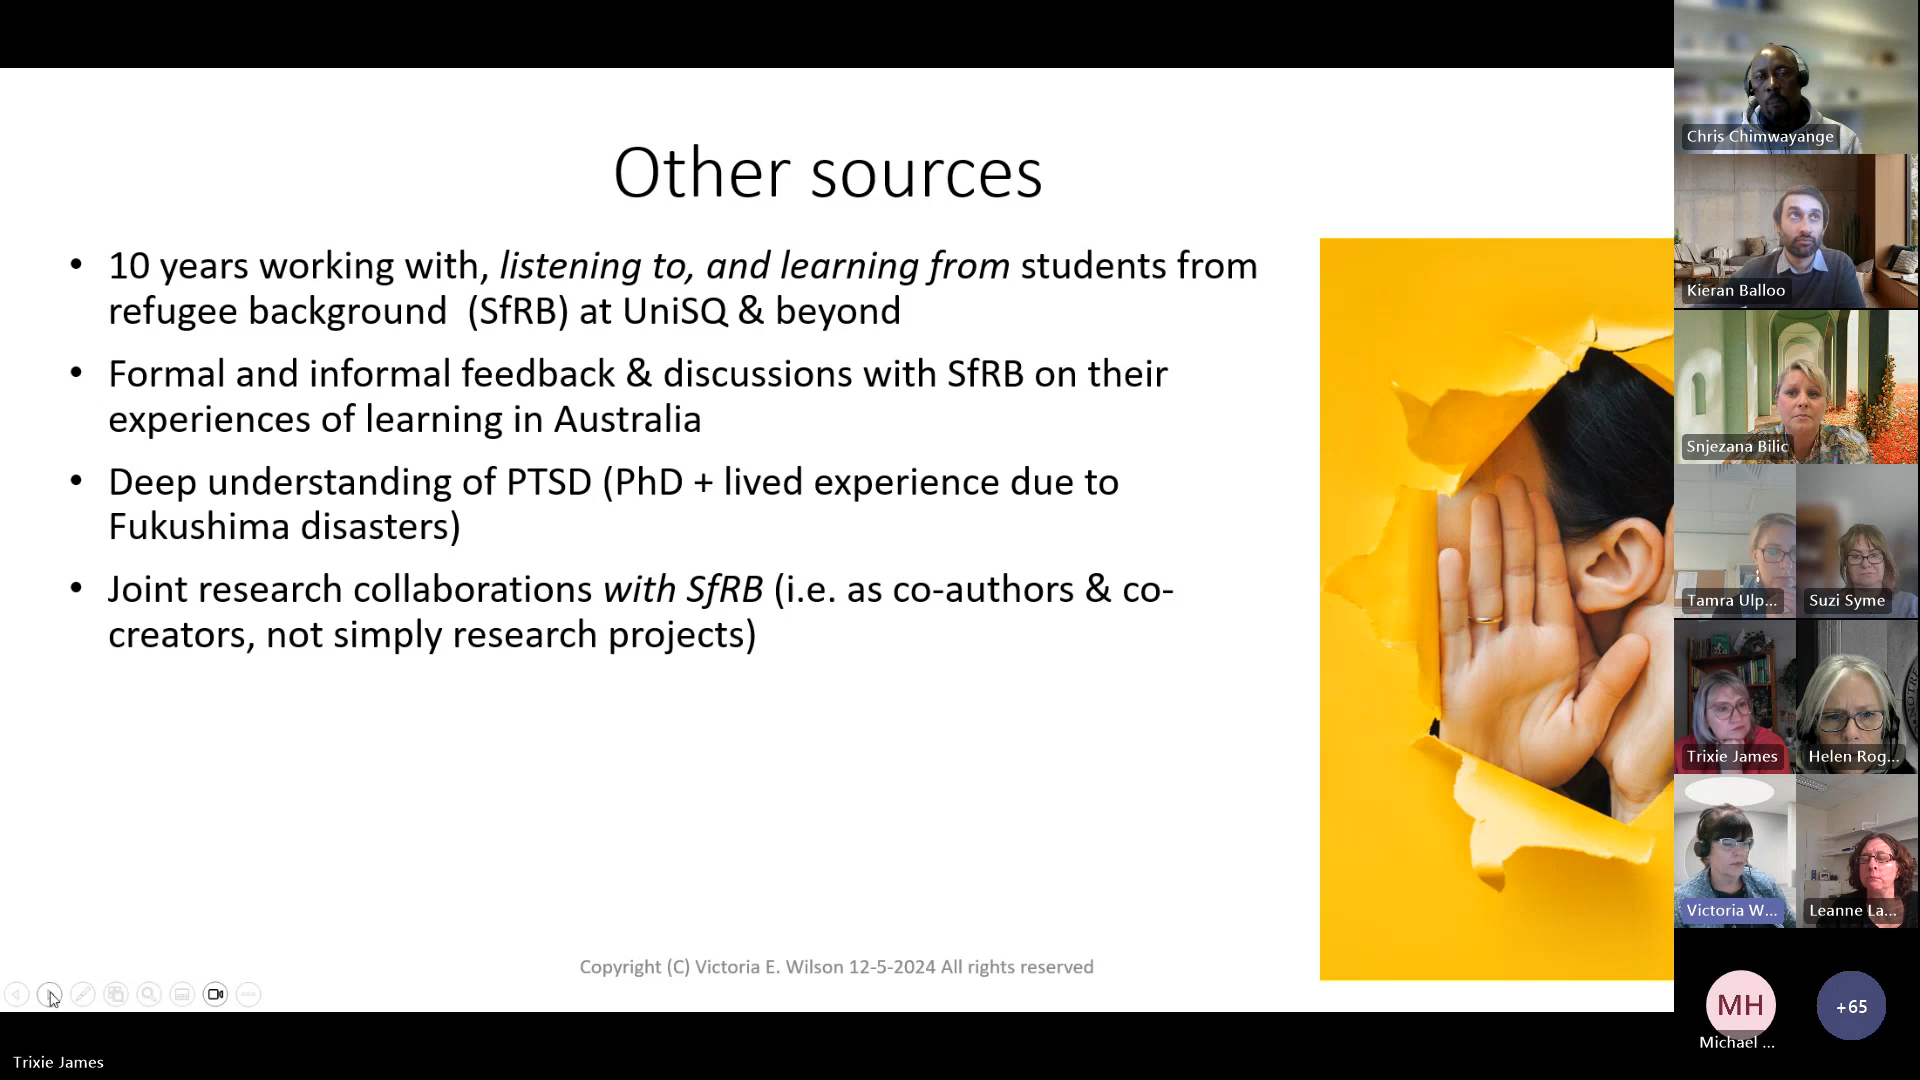 Other sources
• 10 years working with, listening to, and learning from students from
refugee background  (SfRB) at UniSQ & beyond
• Formal and informal feedback & discussions with SfRB on their
experiences of learning in Australia
• Deep understanding of PTSD (PhD + lived experience due to
Fukushima disasters)
• Joint research collaborations with SfRB (i.e. as co-authors & co-
creators, not simply research projects)
Copyright (C) Victoria E. Wilson 12-5-2024 All rights reserved
Trixie James
Chris Chimwayange
Kieran Balloo
Snjezana Bilic
Tamra Ulp...
Suzi Syme
Trixie James
Helen Rog...
Victoria W...
Leanne La...
MH
Michael ...
+65